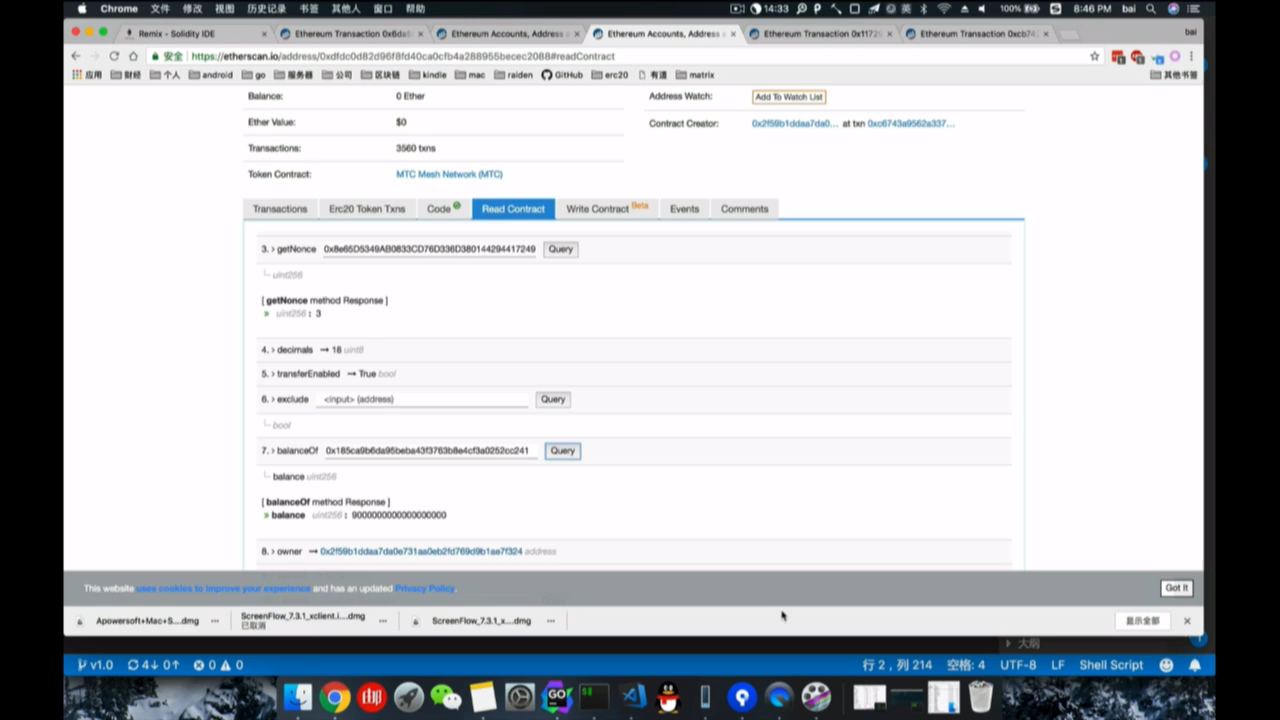 Chrome 文件 修改 视图 历史记录 书签 其他人 窗口 帮助 14:33 英 100% 8:46 PM bai
Remix - Solidity IDE Ethereum Transaction Ethereum Accounts, Address Ethereum Accounts, Address Ethereum Transaction Ethereum Transaction bai
安全 https://etherscan.io/address/0xdfdc0d82d96f8fd40ca0cfb4a288955becec2088#readContract
应用 财经 个人 android go 服务器 公司 区块链 kindle mac raiden GitHub erc20 有道 matrix 其他书签
Balance: 0 Ether Address Watch: Add To Watch List
Ether Value: $0 Contract Creator: 0x2f59b1ddaa7da0... at txn 0xc6743a9562a337...
Transactions: 3560 txns
Token Contract: MTC Mesh Network (MTC)
Transactions Erc20 Token Txns Code Read Contract Write Contract Beta Events Comments
3. > getNonce 0x8e65D5349AB0833CD76D336D380144294417249 Query
uint256
[ getNonce method Response ]
» uint256 : 3
4. > decimals → 18 uint8
5. > transferEnabled → True bool
6. > exclude <input> (address) Query
bool
7. > balanceOf 0x185ca9b6da95beba43f3763b8e4cf3a0252cc241 Query
balance uint256
[ balanceOf method Response ]
» balance uint256 : 9000000000000000000
8. > owner → 0x2f59b1ddaa7da0e731aa0eb2fd769d9b1ae7f324 address
This website uses cookies to improve your experience and has an updated Privacy Policy. Got It
Apowersoft+Mac+S....dmg ScreenFlow_7.3.1_xclient.i....dmg ScreenFlow_7.3.1_x....dmg 显示全部
已取消
大纲
v1.0 4↓ 0↑ 0 0 行 2，列 214 空格: 4 UTF-8 LF Shell Script
GO